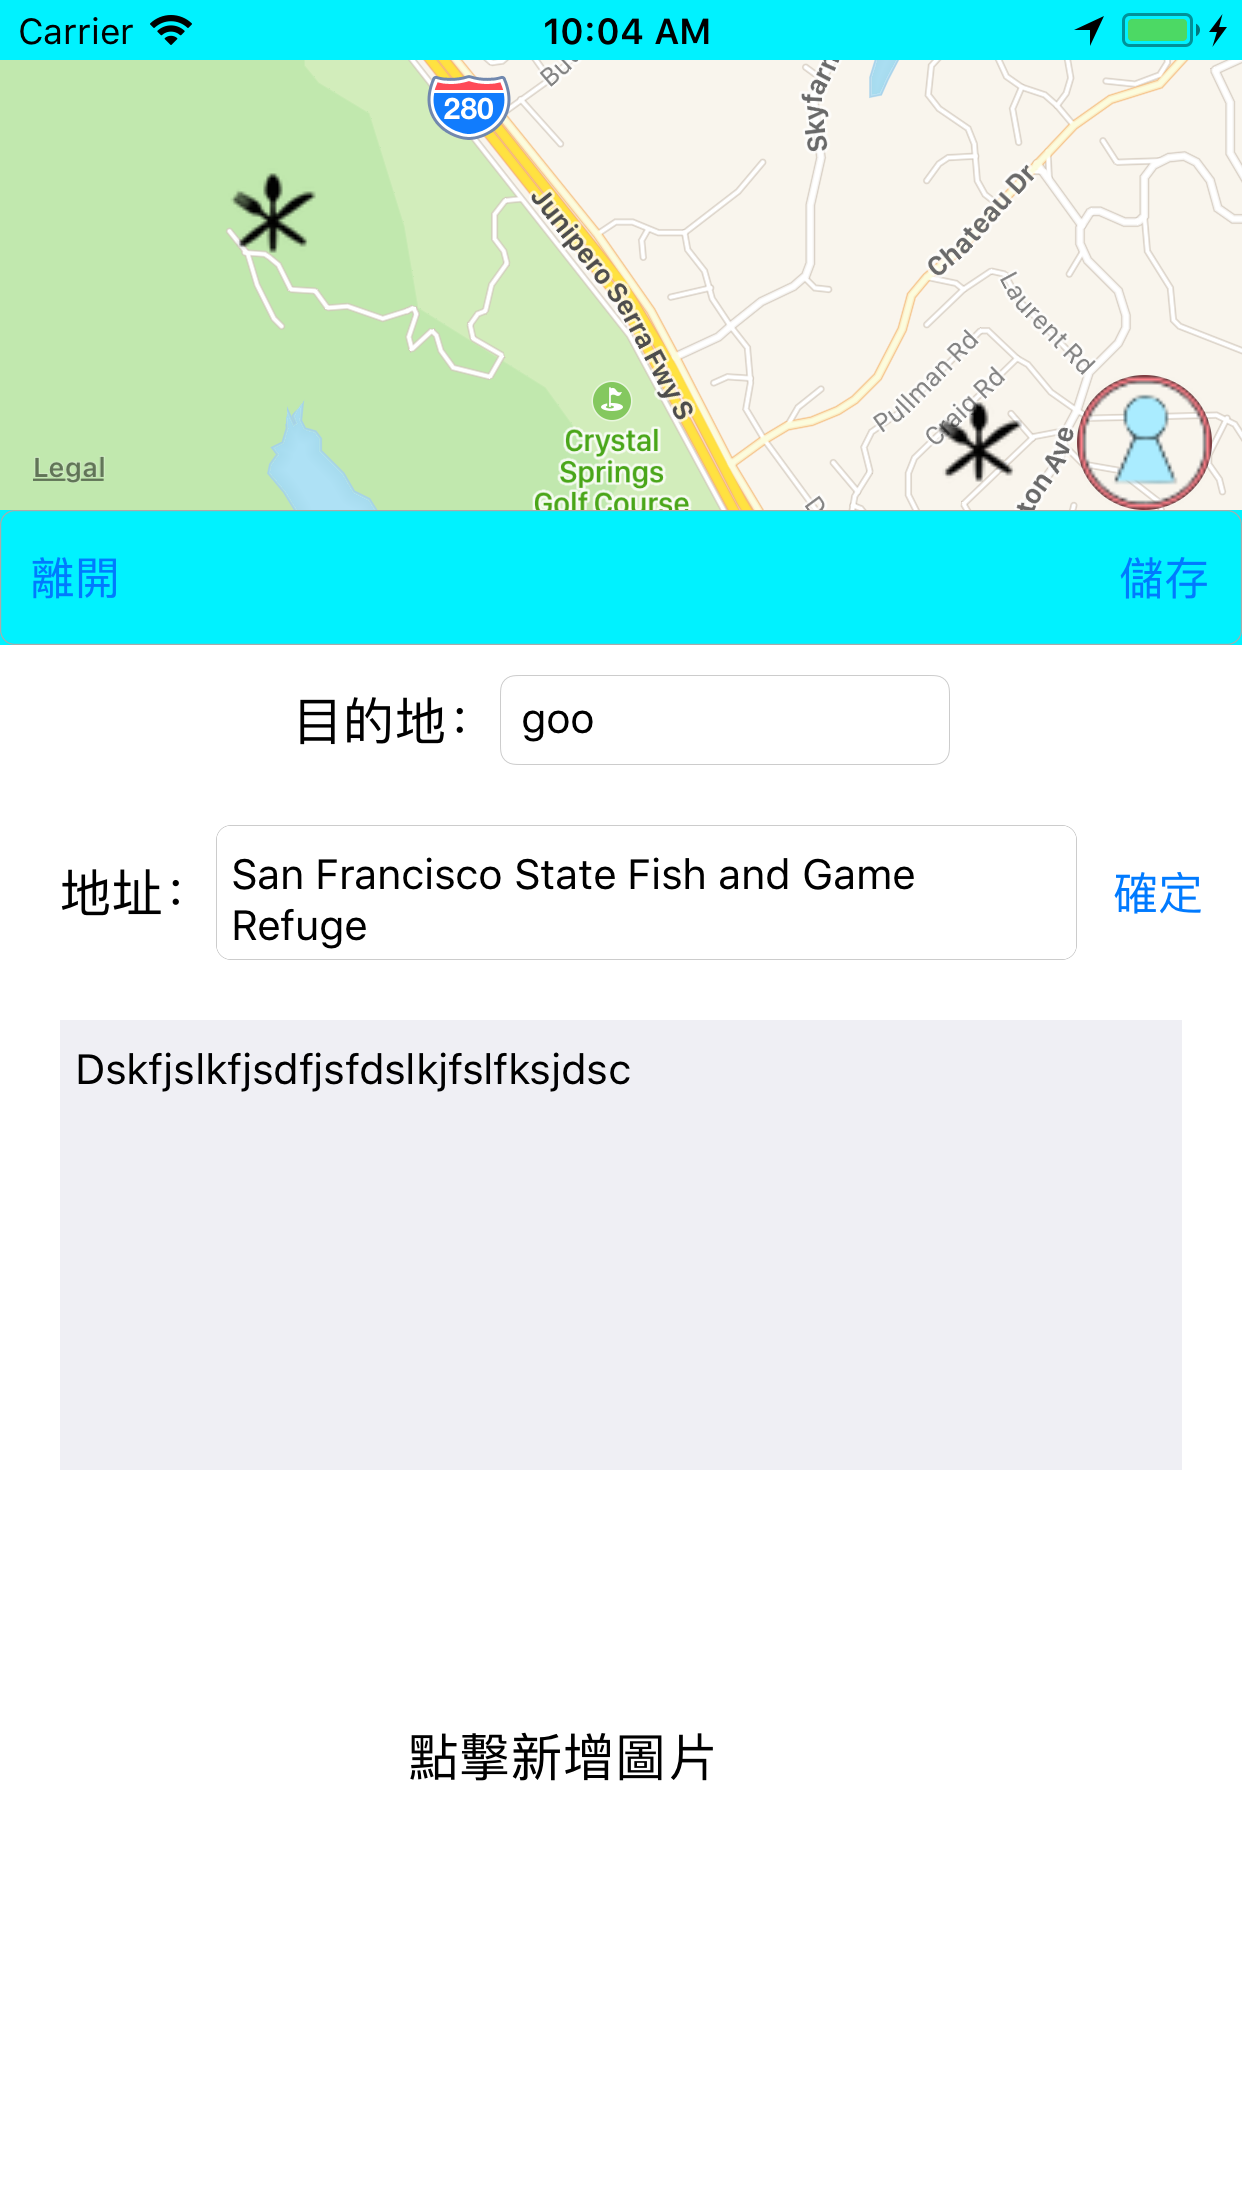 Carrier
10:04 AM
280
Skyfarm
Junipero Serra Fwy S
Chateau Dr
Laurent Rd
Pullman Rd
Craig Rd
Crystal
Springs
Golf Course
ton Ave
Legal
離開
儲存
目的地：
goo
地址：
San Francisco State Fish and Game
Refuge
確定
Dskfjslkfjsdfjsfdslkjfslfksjdsc
點擊新增圖片